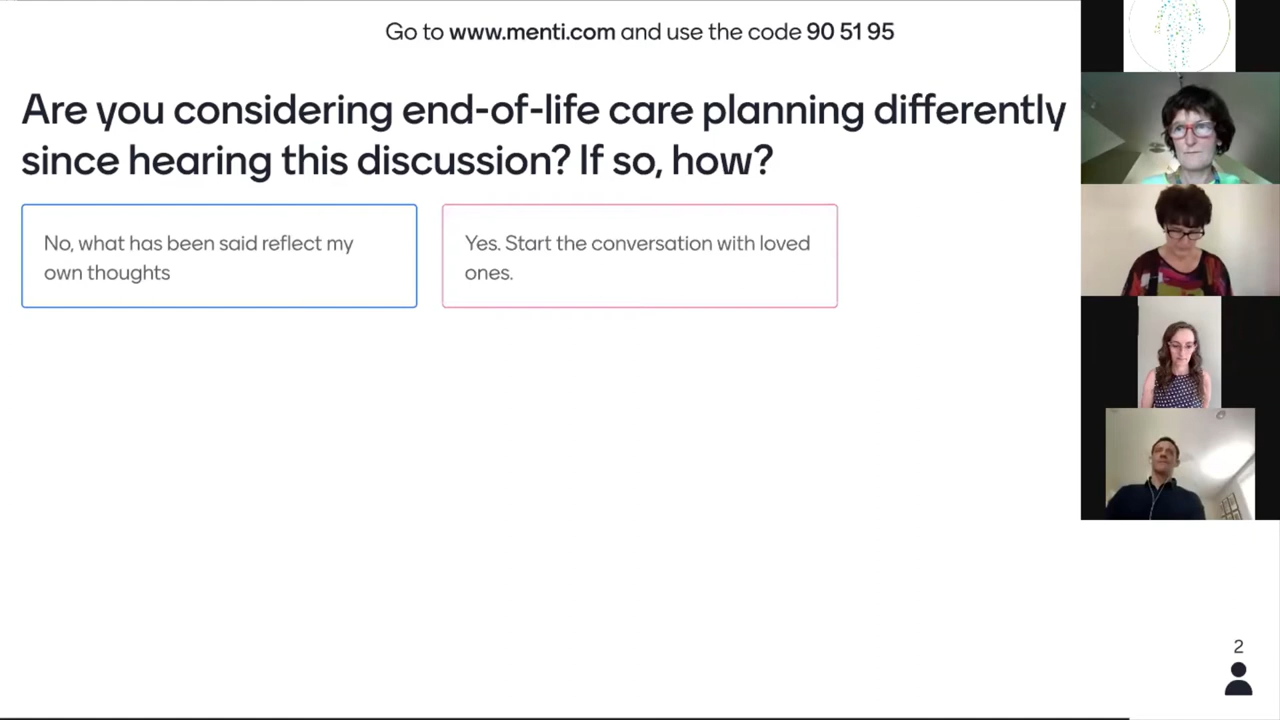 Go to www.menti.com and use the code 90 51 95
Are you considering end-of-life care planning differently
since hearing this discussion? If so, how?
No, what has been said reflect my
own thoughts
Yes. Start the conversation with loved
ones.
2